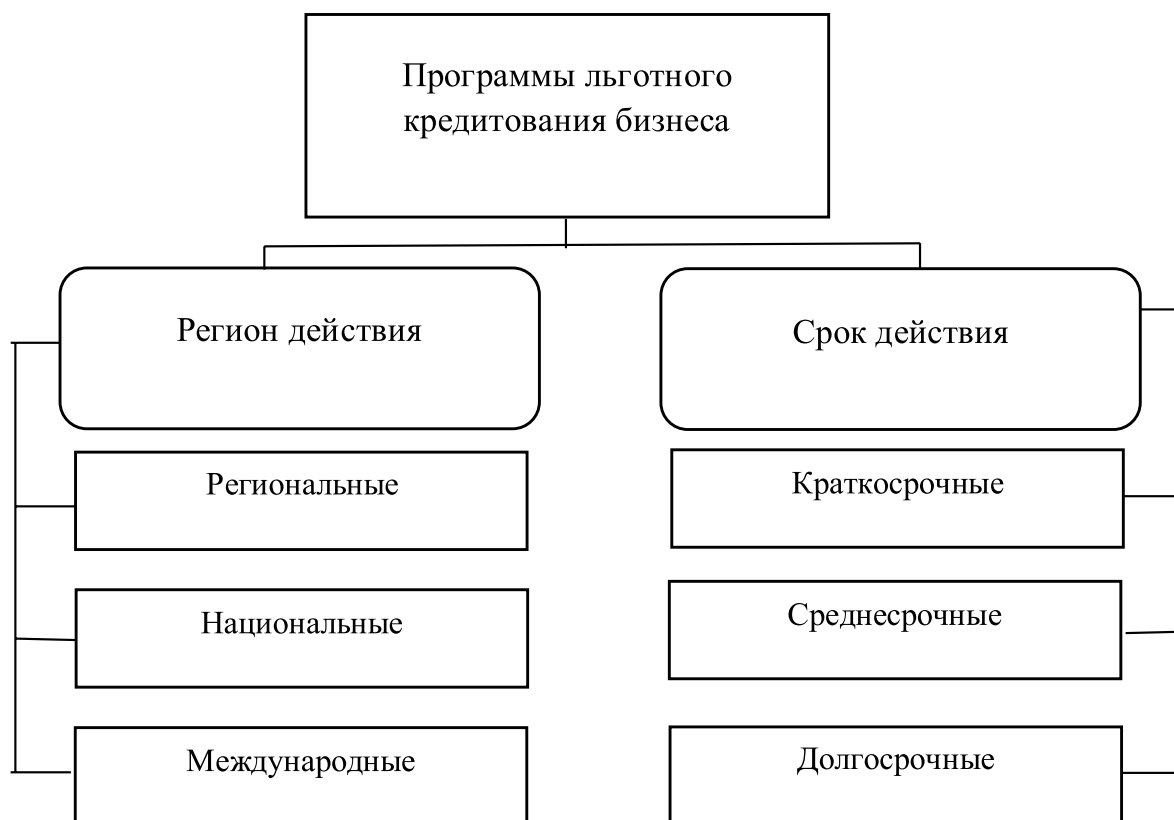 Программы льготного
кредитования бизнеса
Регион действия
Срок действия
Региональные
Краткосрочные
Национальные
Среднесрочные
Международные
Долгосрочные